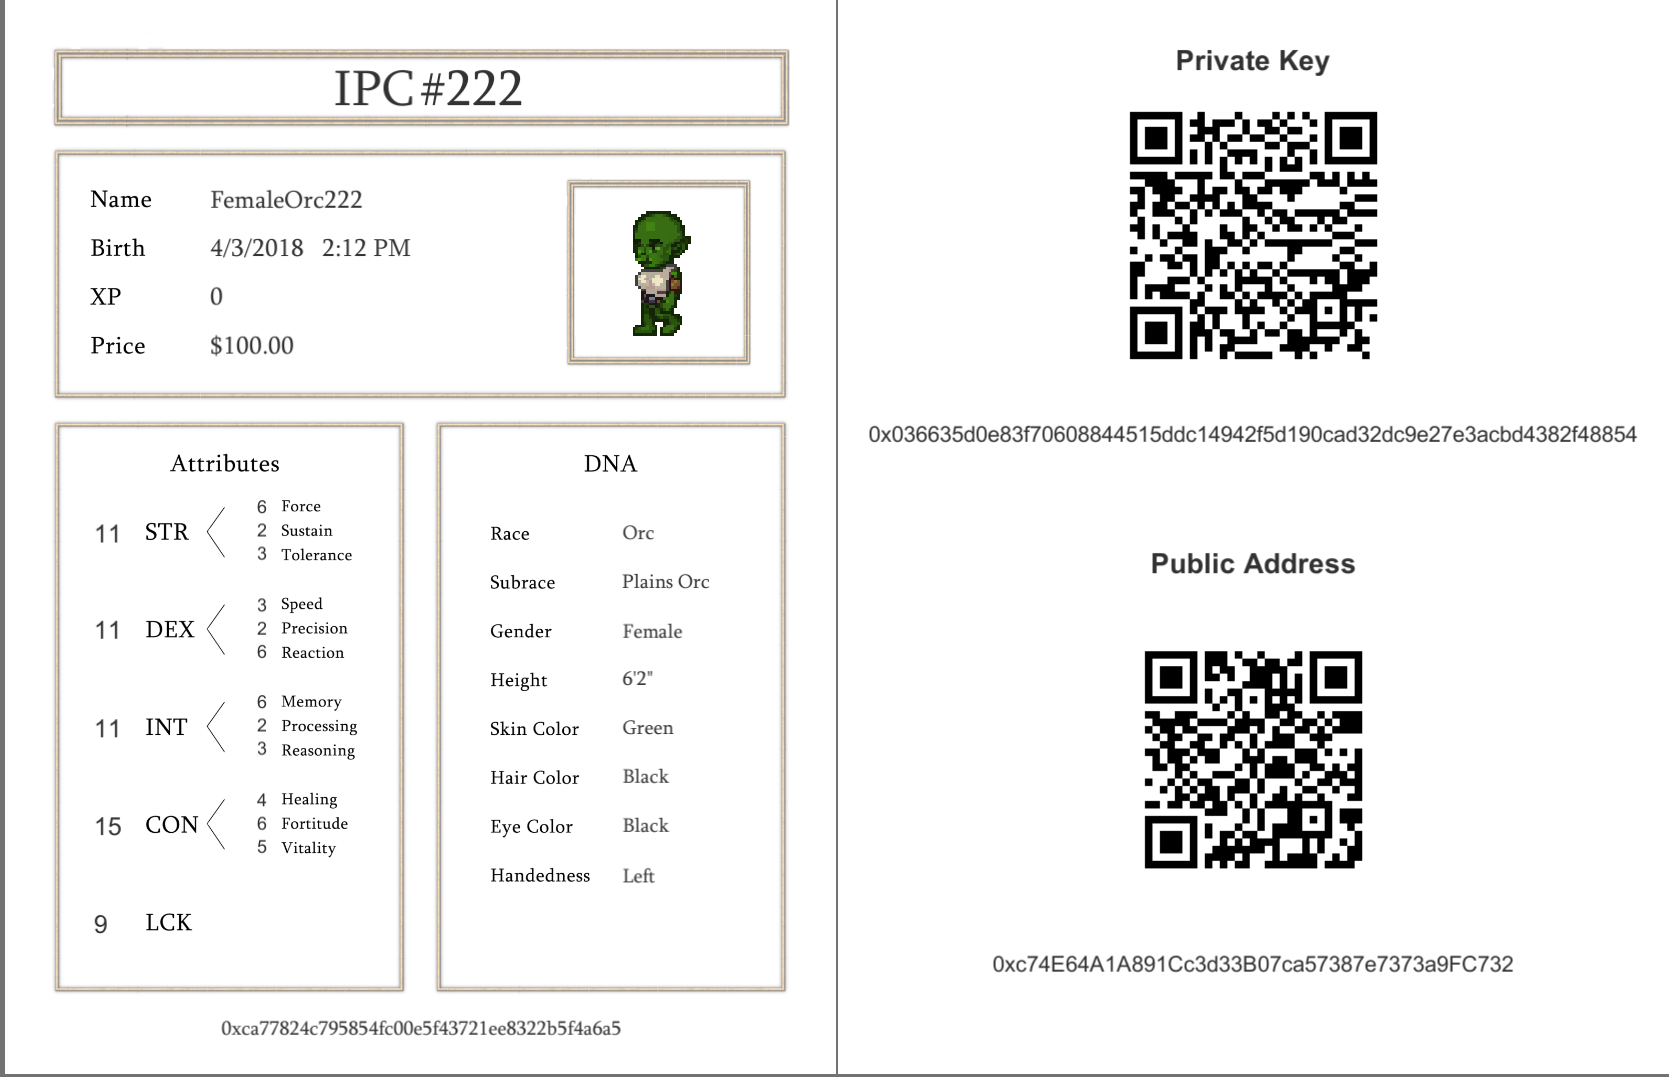 IPC#222
Name FemaleOrc222
Birth 4/3/2018 2:12 PM
XP 0
Price $100.00
Attributes
11 STR
6 Force
2 Sustain
3 Tolerance
11 DEX
3 Speed
2 Precision
6 Reaction
11 INT
6 Memory
2 Processing
3 Reasoning
15 CON
4 Healing
6 Fortitude
5 Vitality
9 LCK
DNA
Race Orc
Subrace Plains Orc
Gender Female
Height 6'2"
Skin Color Green
Hair Color Black
Eye Color Black
Handedness Left
0xca77824c795854fc00e5f43721ee8322b5f4a6a5
Private Key
0x036635d0e83f70608844515ddc14942f5d190cad32dc9e27e3acbd4382f48854
Public Address
0xc74E64A1A891Cc3d33B07ca57387e7373a9FC732